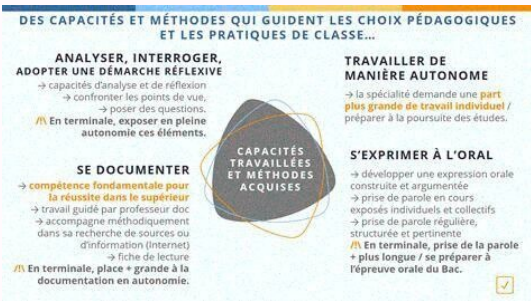 DES CAPACITÉS ET MÉTHODES QUI GUIDENT LES CHOIX PÉDAGOGIQUES
ET LES PRATIQUES DE CLASSE...
ANALYSER, INTERROGER,
ADOPTER UNE DÉMARCHE RÉFLEXIVE
→ capacités d'analyse et de réflexion
→ confronter les points de vue,
→ poser des questions.
/!\ En terminale, exposer en pleine
autonomie ces éléments.
SE DOCUMENTER
→ compétence fondamentale pour
la réussite dans le supérieur
→ travail guidé par professeur doc
→ accompagne méthodiquement
dans sa recherche de sources ou
d'information (Internet)
→ fiche de lecture
/!\ En terminale, place + grande à la
documentation en autonomie.
CAPACITÉS
TRAVAILLÉES
ET MÉTHODES
ACQUISES
TRAVAILLER DE
MANIÈRE AUTONOME
→ la spécialité demande une part
plus grande de travail individuel /
préparer à la poursuite des études.
S'EXPRIMER À L'ORAL
→ développer une expression orale
construite et argumentée
→ prise de parole en cours
exposés individuels et collectifs
→ prise de parole régulière,
structurée et pertinente
/!\ En terminale, prise de la parole
+ plus longue / se préparer à
l'épreuve orale du Bac.